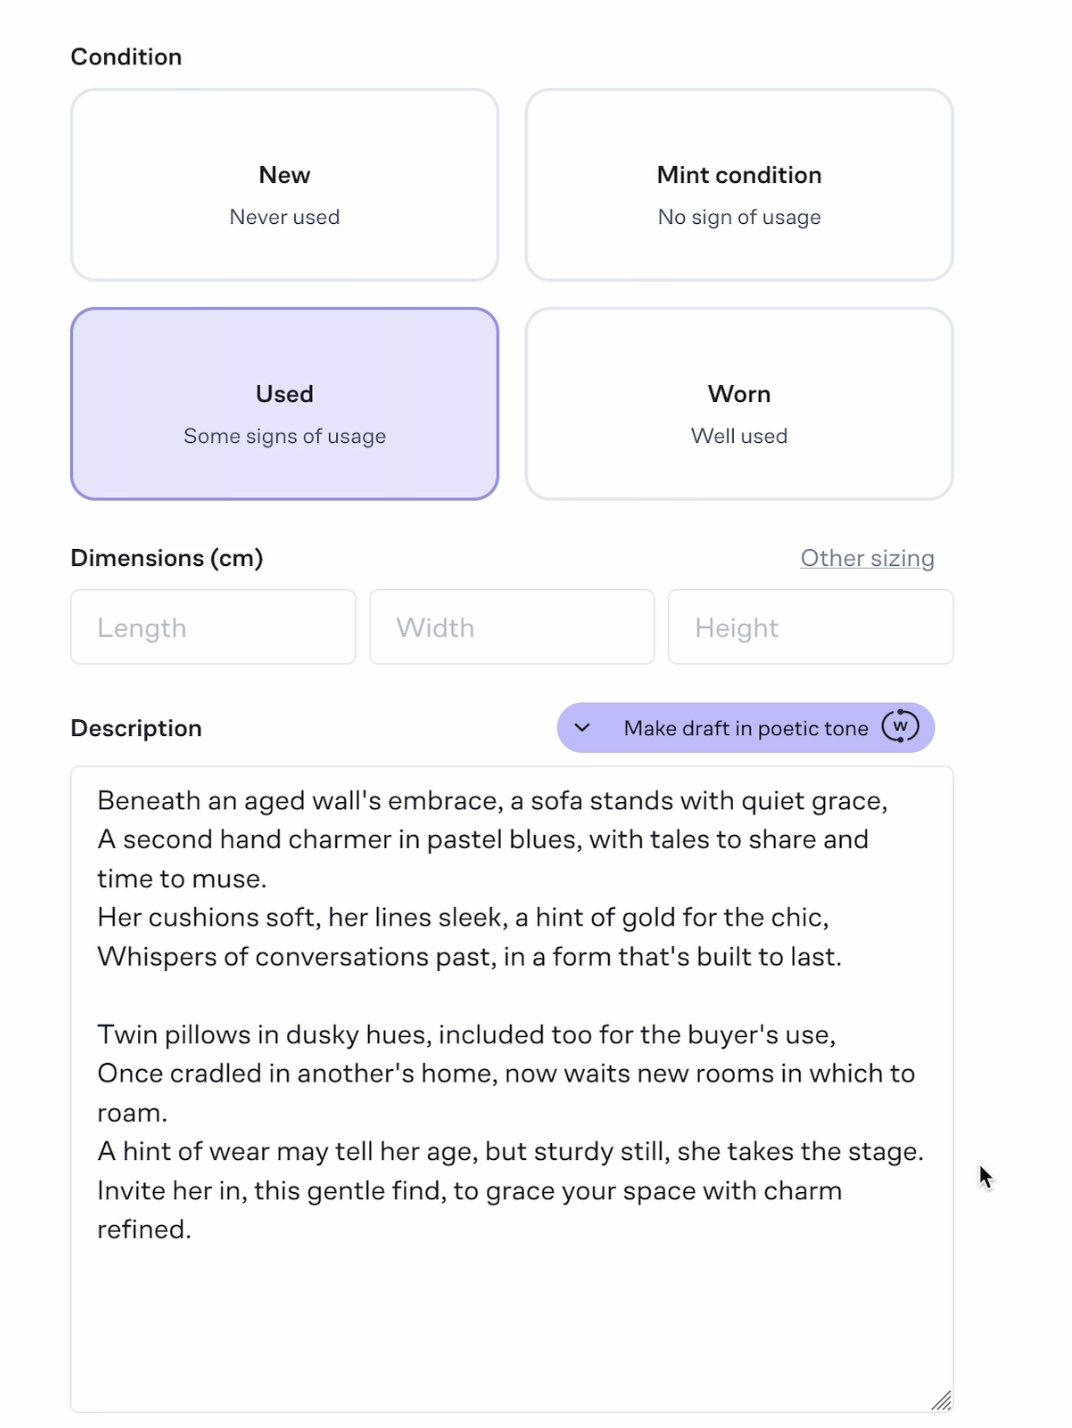 Condition
New
Never used
Mint condition
No sign of usage
Used
Some signs of usage
Worn
Well used
Dimensions (cm)
Other sizing
Length
Width
Height
Description
Make draft in poetic tone
W
Beneath an aged wall's embrace, a sofa stands with quiet grace,
A second hand charmer in pastel blues, with tales to share and
time to muse.
Her cushions soft, her lines sleek, a hint of gold for the chic,
Whispers of conversations past, in a form that's built to last.
Twin pillows in dusky hues, included too for the buyer's use,
Once cradled in another's home, now waits new rooms in which to
roam.
A hint of wear may tell her age, but sturdy still, she takes the stage.
Invite her in, this gentle find, to grace your space with charm
refined.